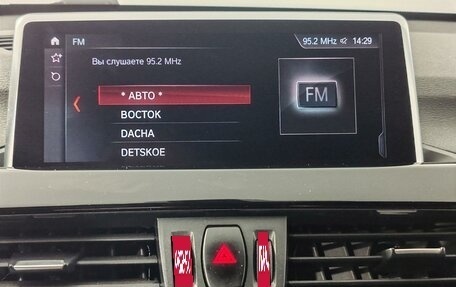 FM
95.2 MHz 14:29
Вы слушаете 95.2 MHz
* АВТО *
ВОСТОК
DACHA
DETSKOE
FM